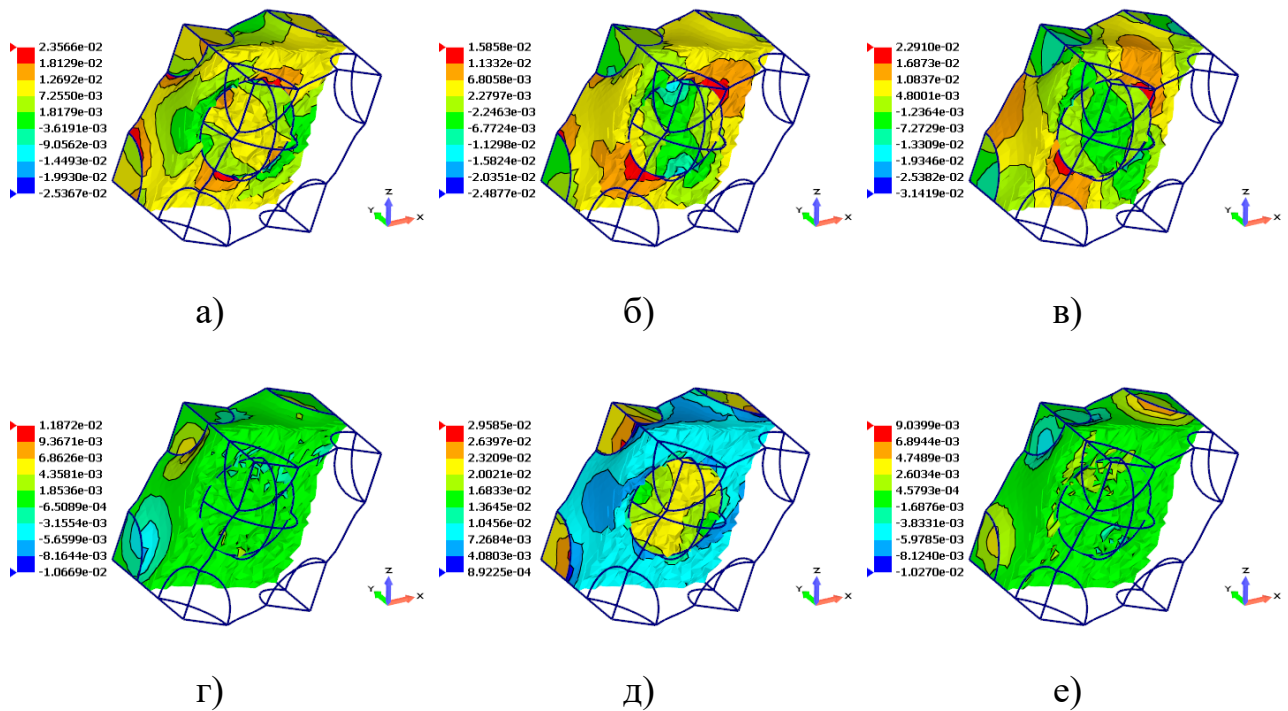 2.3566e-02
1.8129e-02
1.2692e-02
7.2550e-03
1.8179e-03
-3.6191e-03
-9.0562e-03
-1.4493e-02
-1.9930e-02
-2.5367e-02
Z
Y
X
1.5858e-02
1.1332e-02
6.8058e-03
2.2797e-03
-2.2463e-03
-6.7724e-03
-1.1298e-02
-1.5824e-02
-2.0351e-02
-2.4877e-02
Z
Y
X
2.2910e-02
1.6873e-02
1.0837e-02
4.8001e-03
-1.2364e-03
-7.2729e-03
-1.3309e-02
-1.9346e-02
-2.5382e-02
-3.1419e-02
Z
Y
X
а)
б)
в)
1.1872e-02
9.3671e-03
6.8626e-03
4.3581e-03
1.8536e-03
-6.5089e-04
-3.1554e-03
-5.6599e-03
-8.1644e-03
-1.0669e-02
Z
Y
X
2.9585e-02
2.6397e-02
2.3209e-02
2.0021e-02
1.6833e-02
1.3645e-02
1.0456e-02
7.2684e-03
4.0803e-03
8.9225e-04
Z
Y
X
9.0399e-03
6.8944e-03
4.7489e-03
2.6034e-03
4.5793e-04
-1.6876e-03
-3.8331e-03
-5.9785e-03
-8.1240e-03
-1.0270e-02
Z
Y
X
г)
д)
е)